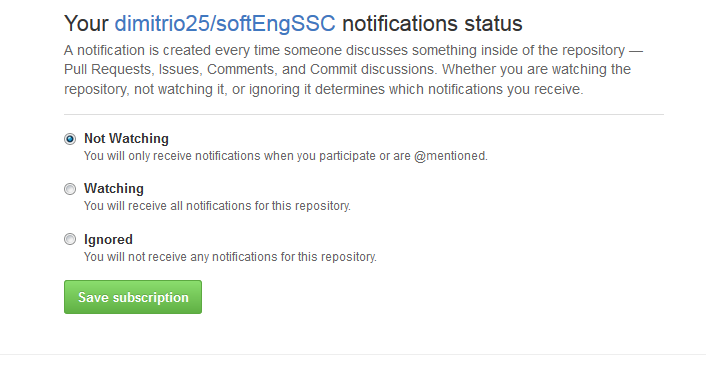 Your dimitrio25/softEngSSC notifications status
A notification is created every time someone discusses something inside of the repository —
Pull Requests, Issues, Comments, and Commit discussions. Whether you are watching the
repository, not watching it, or ignoring it determines which notifications you receive.
Not Watching
You will only receive notifications when you participate or are @mentioned.
Watching
You will receive all notifications for this repository.
Ignored
You will not receive any notifications for this repository.
Save subscription